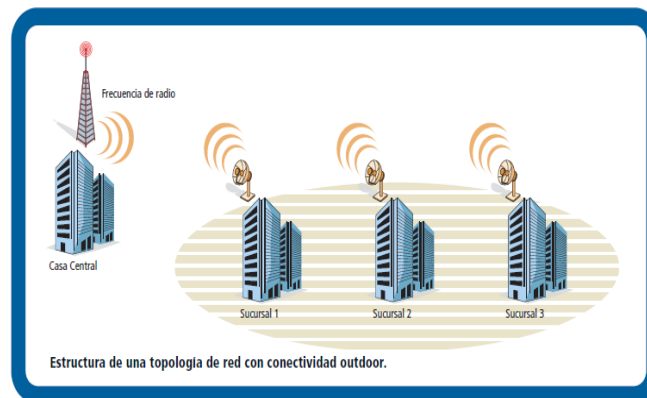 Frecuencia de radio
Casa Central
Sucursal 1
Sucursal 2
Sucursal 3
Estructura de una topología de red con conectividad outdoor.